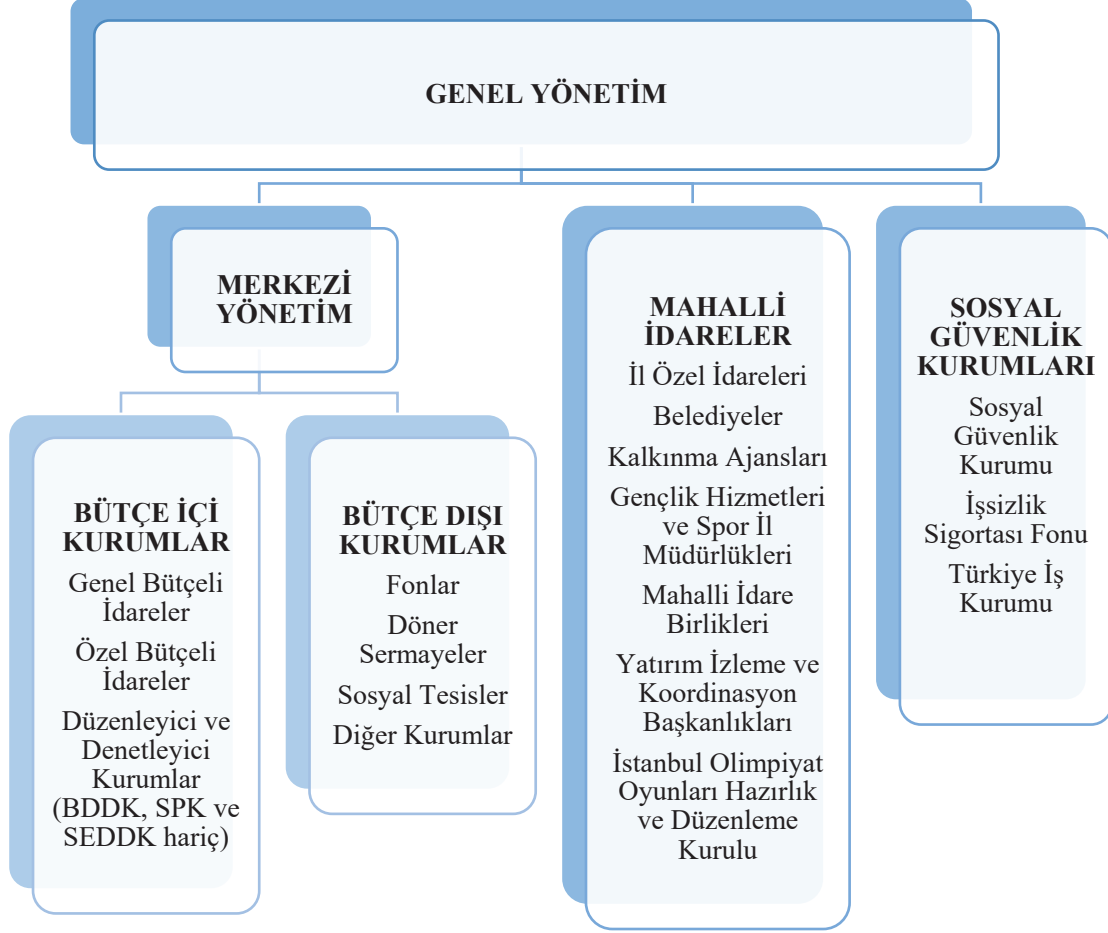 GENEL YÖNETİM
MERKEZİ
YÖNETİM
BÜTÇE İÇİ
KURUMLAR
Genel Bütçeli
İdareler
Özel Bütçeli
İdareler
Düzenleyici ve
Denetleyici
Kurumlar
(BDDK, SPK ve
SEDDK hariç)
BÜTÇE DIŞI
KURUMLAR
Fonlar
Döner
Sermayeler
Sosyal Tesisler
Diğer Kurumlar
MAHALLİ
İDARELER
İl Özel İdareleri
Belediyeler
Kalkınma Ajansları
Gençlik Hizmetleri
ve Spor İl
Müdürlükleri
Mahalli İdare
Birlikleri
Yatırım İzleme ve
Koordinasyon
Başkanlıkları
İstanbul Olimpiyat
Oyunları Hazırlık
ve Düzenleme
Kurulu
SOSYAL
GÜVENLİK
KURUMLARI
Sosyal
Güvenlik
Kurumu
İşsizlik
Sigortası Fonu
Türkiye İş
Kurumu